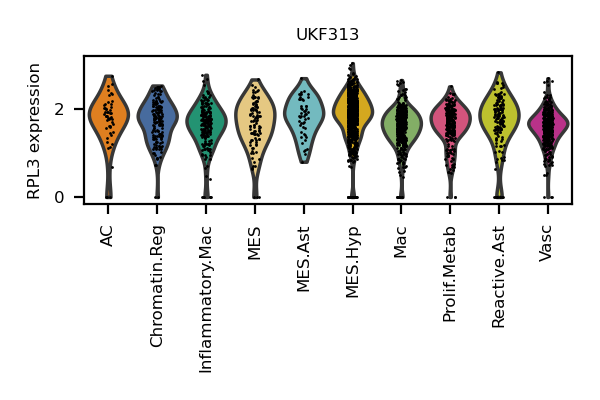 UKF313
RPL3 expression
2
0
AC
Chromatin.Reg
Inflammatory.Mac
MES
MES.Ast
MES.Hyp
Mac
Prolif.Metab
Reactive.Ast
Vasc